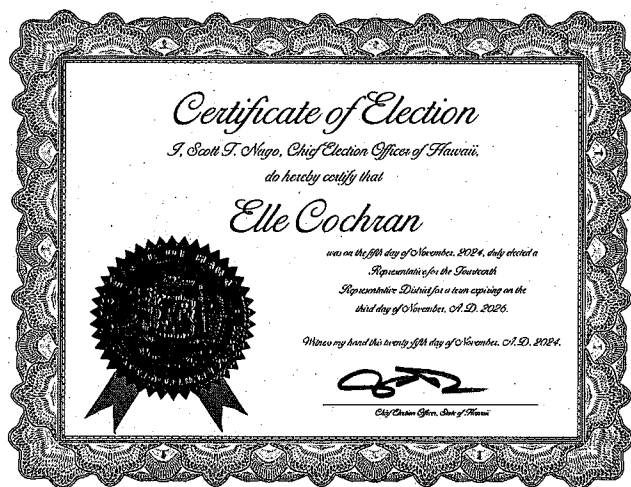 Certificate of Election
I, Scott T. Nago, Chief Election Officer of Hawaii,
do hereby certify that
Elle Cochran
was on the fifth day of November, 2024, duly elected a
Representative for the Fourteenth
Representative District for a term expiring on the
third day of November, A.D. 2026.
Witness my hand this twenty fifth day of November, A.D. 2024.
Chief Election Officer, State of Hawaii